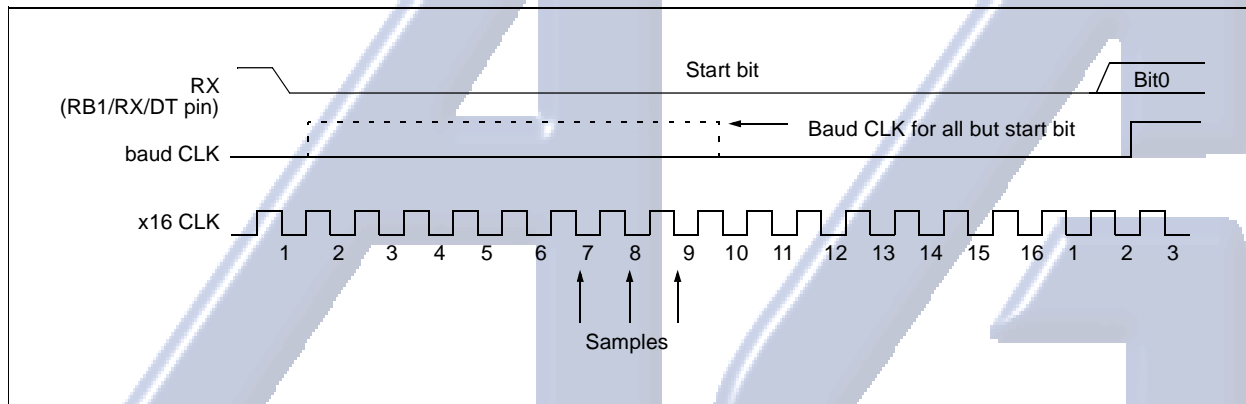 Start bit
RX
(RB1/RX/DT pin)
Bit0
Baud CLK for all but start bit
baud CLK
x16 CLK
1 2 3 4 5 6 7 8 9 10 11 12 13 14 15 16 1 2 3
Samples